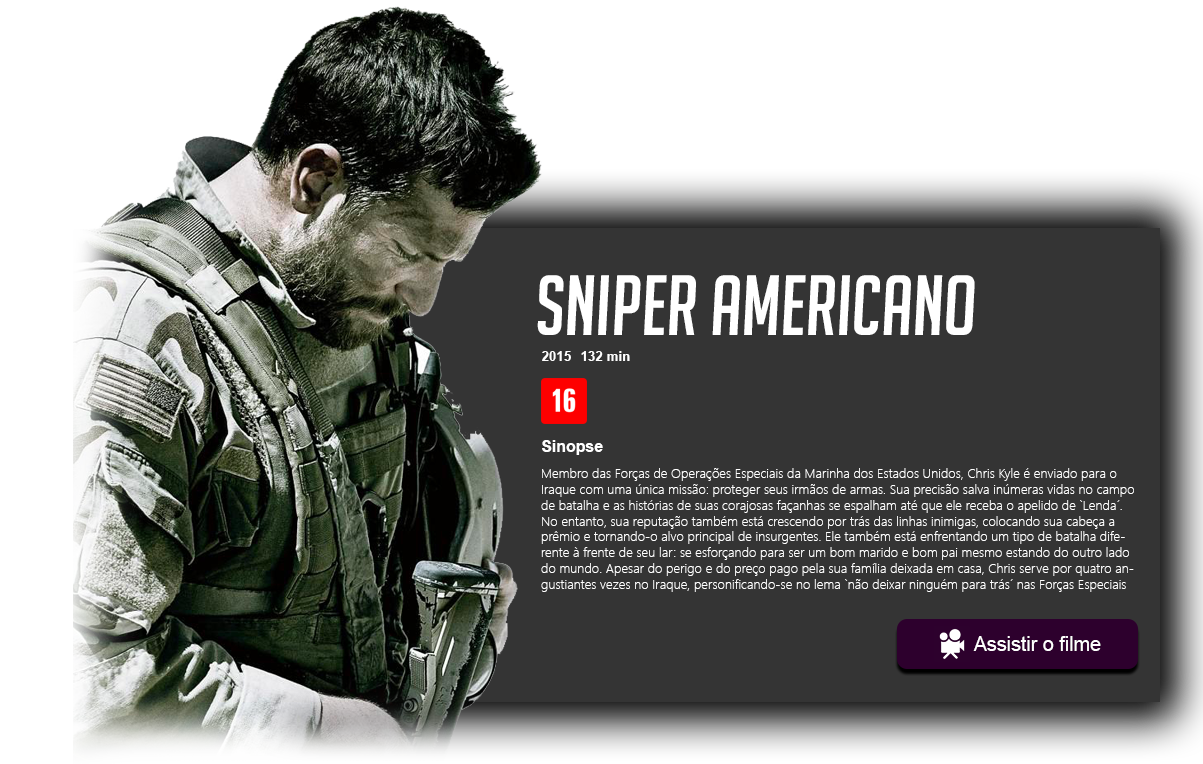 SNIPER AMERICANO
2015 132 min
16
Sinopse
Membro das Forças de Operações Especiais da Marinha dos Estados Unidos, Chris Kyle é enviado para o
Iraque com uma única missão: proteger seus irmãos de armas. Sua precisão salva inúmeras vidas no campo
de batalha e as histórias de suas corajosas façanhas se espalham até que ele receba o apelido de `Lenda´.
No entanto, sua reputação também está crescendo por trás das linhas inimigas, colocando sua cabeça a
prêmio e tornando-o alvo principal de insurgentes. Ele também está enfrentando um tipo de batalha dife-
rente à frente de seu lar: se esforçando para ser um bom marido e bom pai mesmo estando do outro lado
do mundo. Apesar do perigo e do preço pago pela sua família deixada em casa, Chris serve por quatro an-
gustiantes vezes no Iraque, personificando-se no lema `não deixar ninguém para trás´ nas Forças Especiais
Assistir o filme